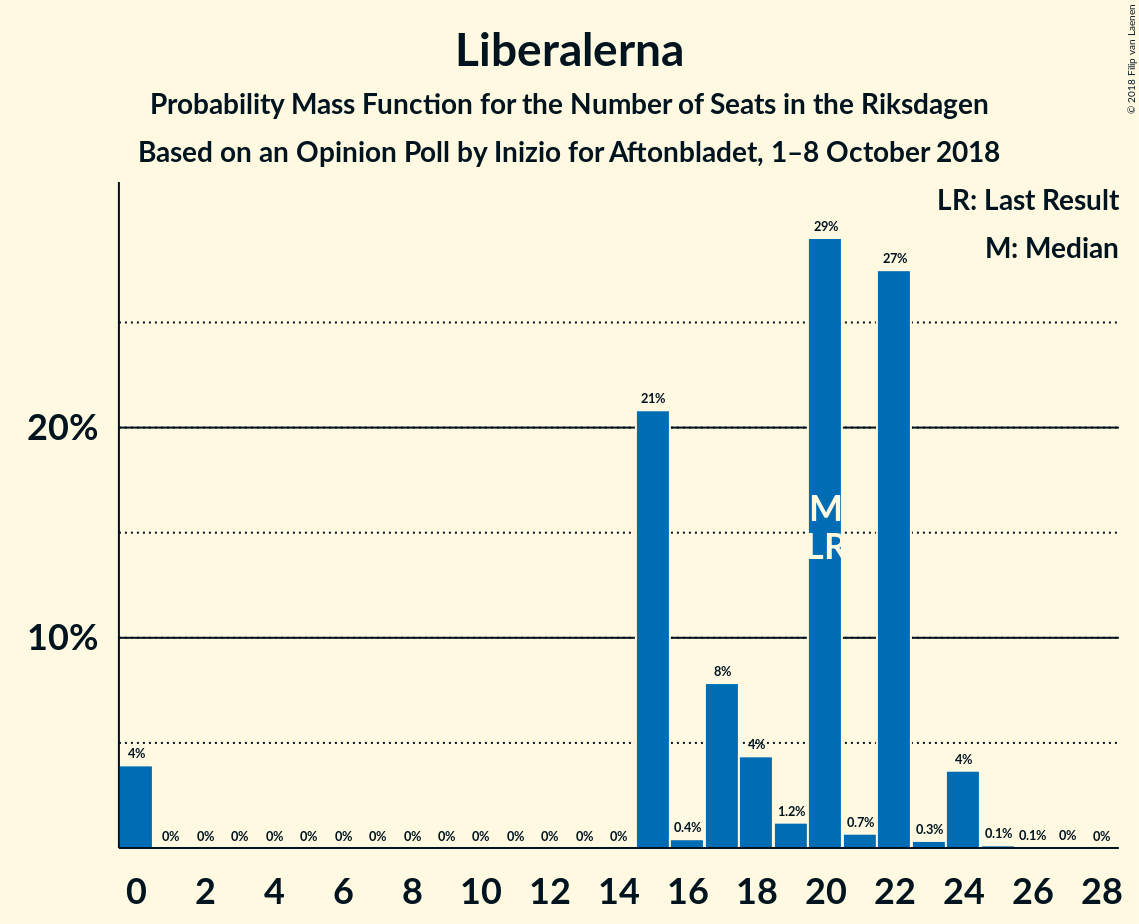 © 2018 Filip van Laenen
Liberalerna
Probability Mass Function for the Number of Seats in the Riksdagen
Based on an Opinion Poll by Inizio for Aftonbladet, 1–8 October 2018
LR: Last Result
M: Median
20%
10%
4% 0% 0% 0% 0% 0% 0% 0% 0% 0% 0% 0% 0% 0% 0% 21% 0.4% 8% 4% 1.2% 29% 0.7% 27% 0.3% 4% 0.1% 0.1% 0% 0%
M
LR
0 2 4 6 8 10 12 14 16 18 20 22 24 26 28